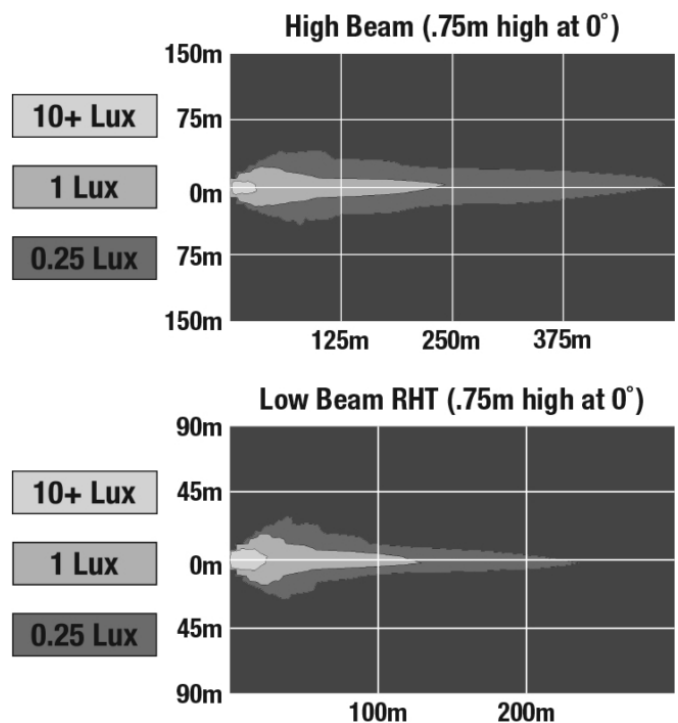 High Beam (.75m high at 0˚)
150m
10+ Lux
75m
1 Lux
0m
0.25 Lux
75m
150m
125m 250m 375m
Low Beam RHT (.75m high at 0˚)
90m
10+ Lux
45m
1 Lux
0m
0.25 Lux
45m
90m
100m 200m